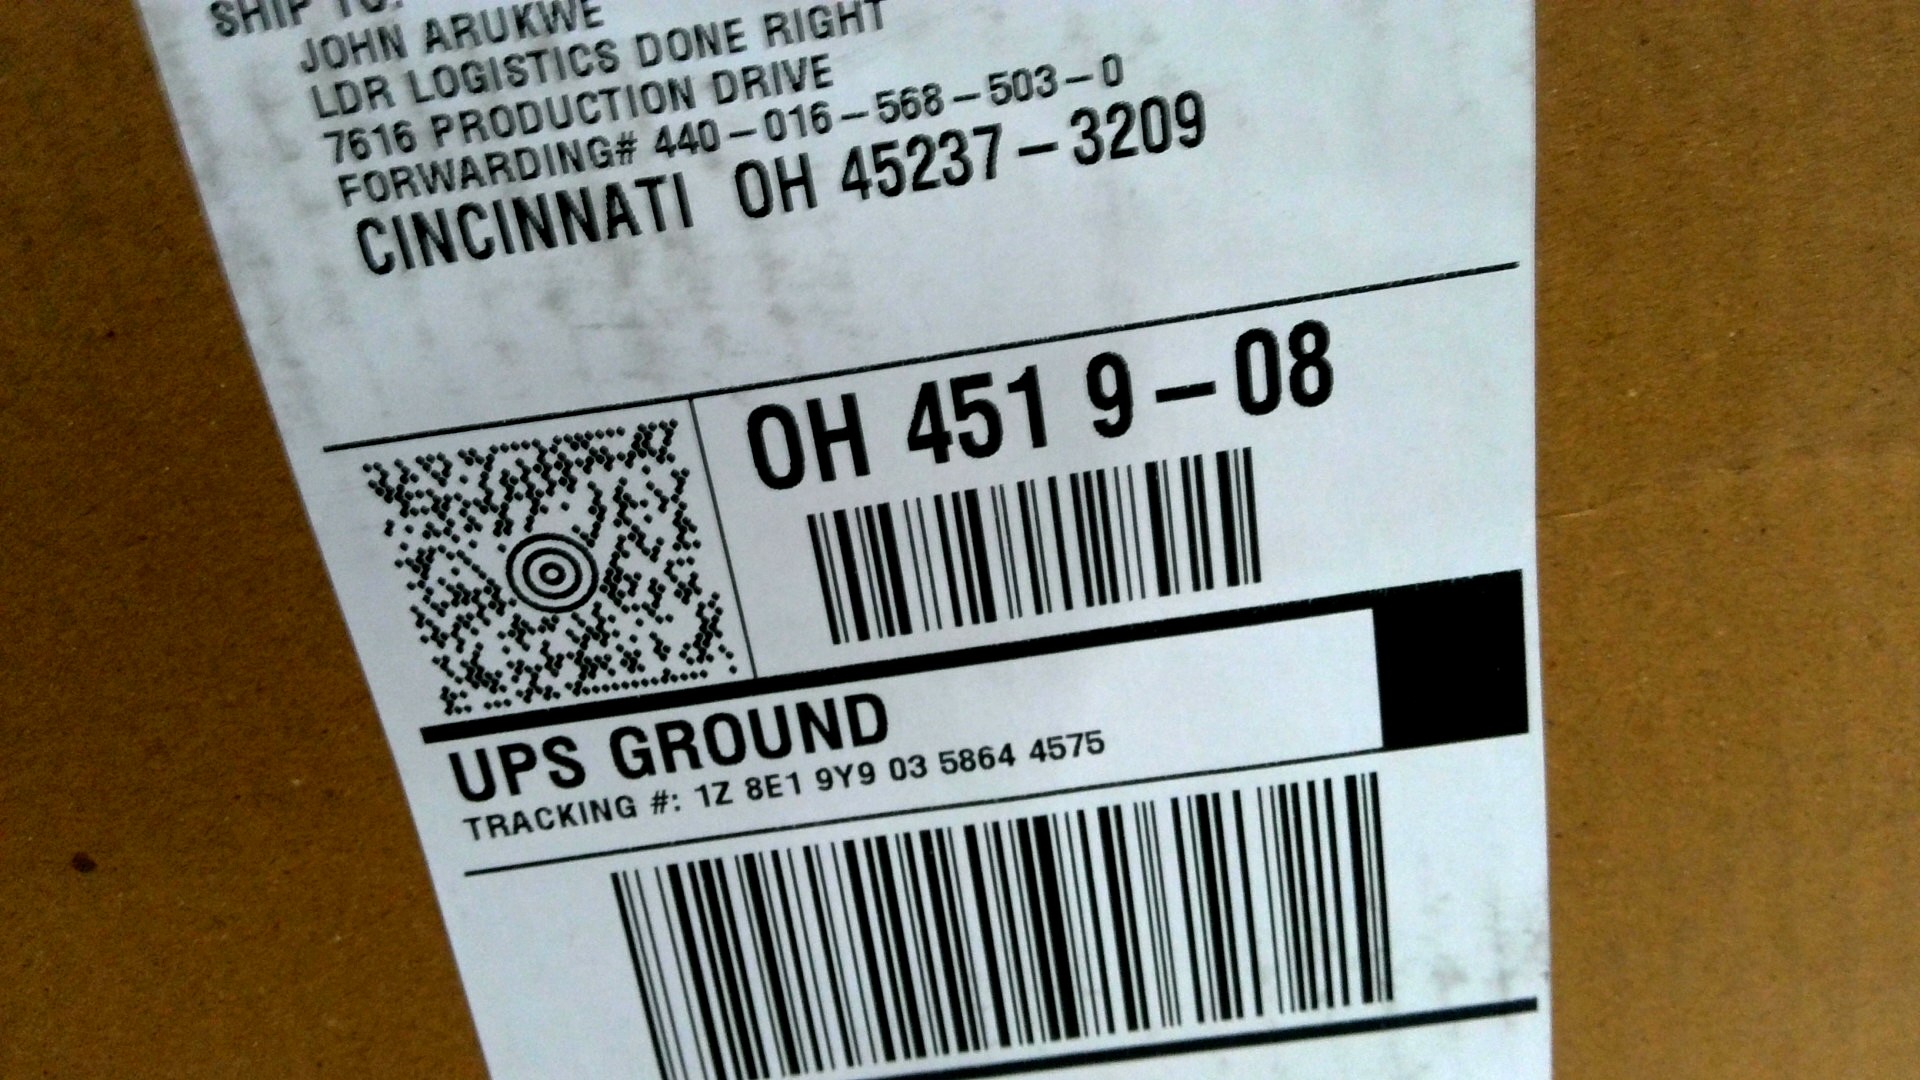 SHIP TO:
JOHN ARUKWE
LDR LOGISTICS DONE RIGHT
7616 PRODUCTION DRIVE
FORWARDING# 440-016-568-503-0
CINCINNATI OH 45237-3209
OH 451 9-08
UPS GROUND
TRACKING #: 1Z 8E1 9Y9 03 5864 4575